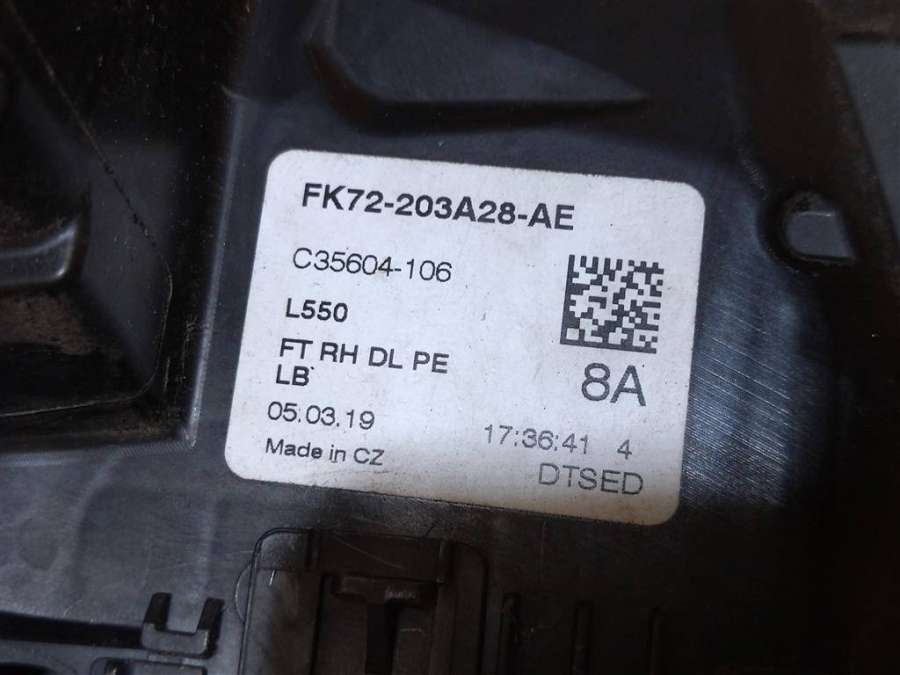 FK72-203A28-AE
C35604-106
L550
FT RH DL PE
LB
8A
05.03.19
17:36:41 4
Made in CZ
DTSED